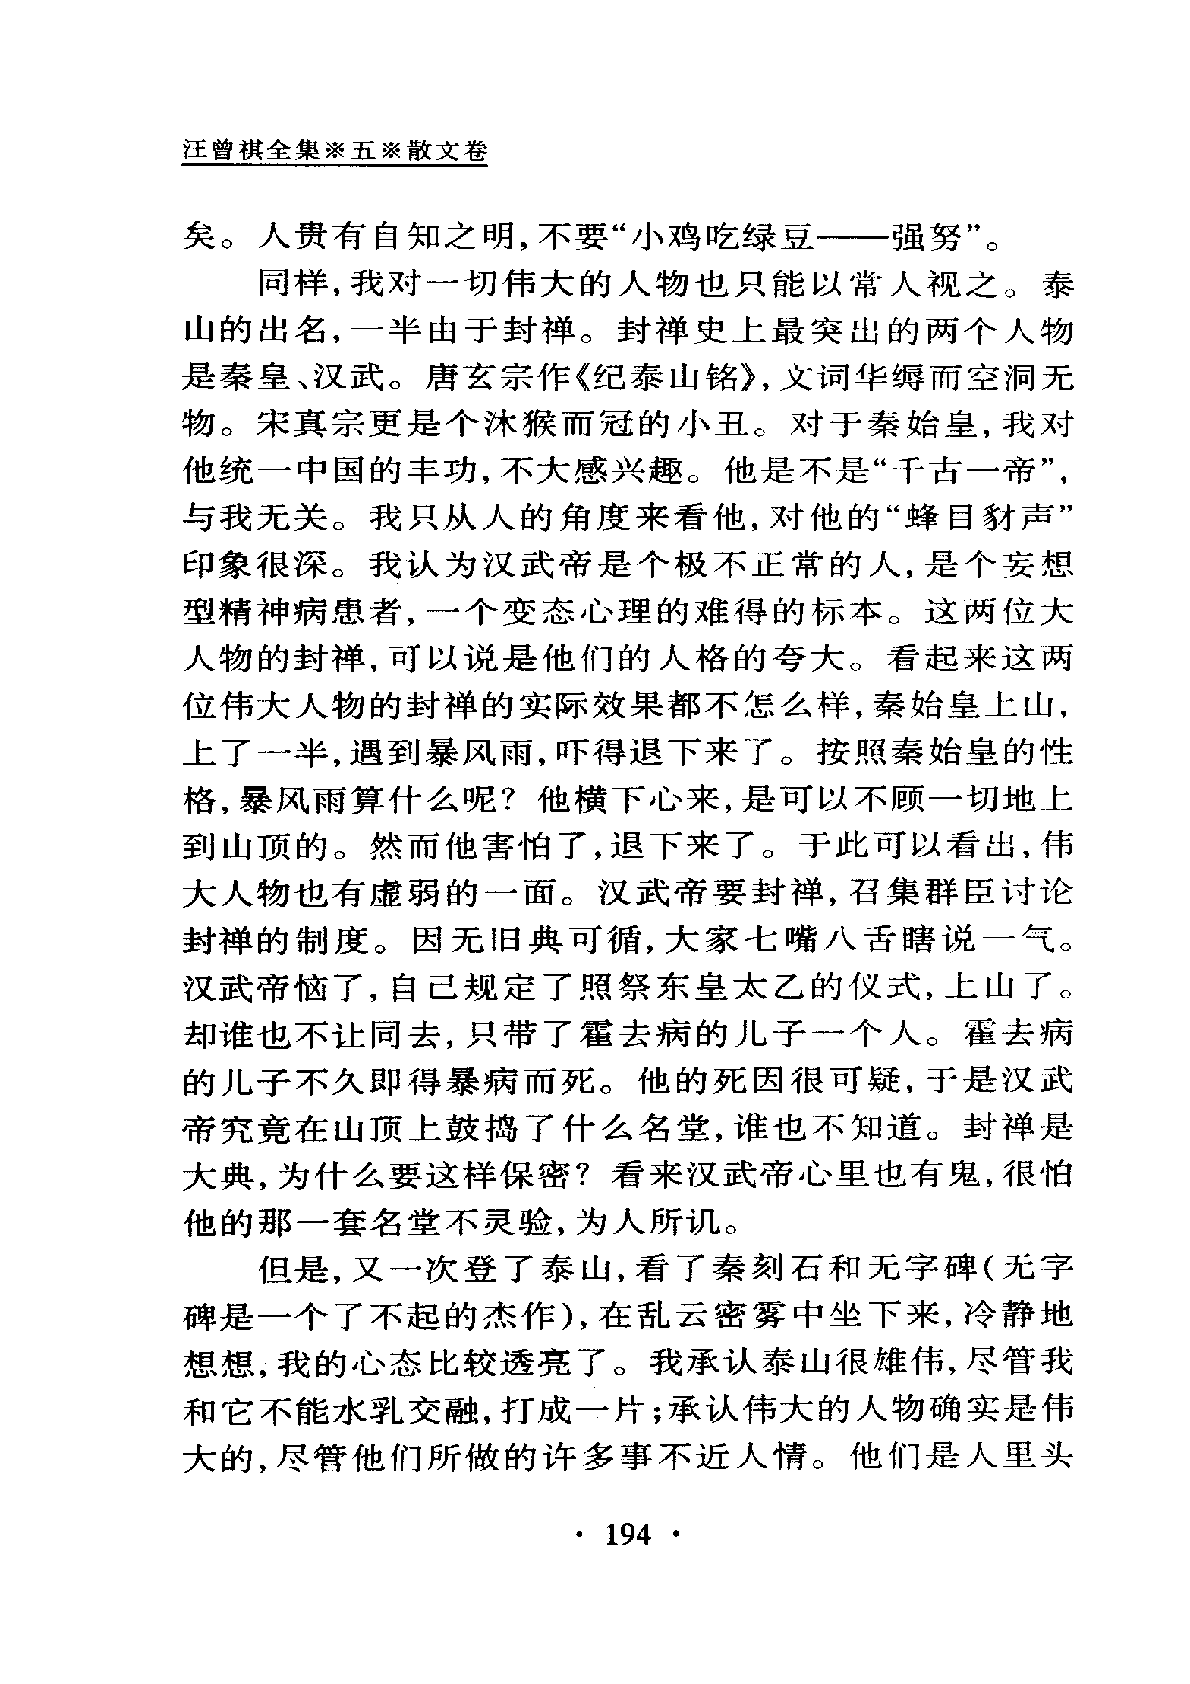 汪曾祺全集※五※散文卷
矣。人贵有自知之明,不要“小鸡吃绿豆——强努”。
同样,我对一切伟大的人物也只能以常人视之。泰
山的出名,一半由于封禅。封禅史上最突出的两个人物
是秦皇、汉武。唐玄宗作《纪泰山铭》,文词华缛而空洞无
物。宋真宗更是个沐猴而冠的小丑。对于秦始皇,我对
他统一中国的丰功,不大感兴趣。他是不是“千古一帝”,
与我无关。我只从人的角度来看他,对他的“蜂目豺声”
印象很深。我认为汉武帝是个极不正常的人,是个妄想
型精神病患者,一个变态心理的难得的标本。这两位大
人物的封禅,可以说是他们的人格的夸大。看起来这两
位伟大人物的封禅的实际效果都不怎么样,秦始皇上山,
上了一半,遇到暴风雨,吓得退下来了。按照秦始皇的性
格,暴风雨算什么呢?他横下心来,是可以不顾一切地上
到山顶的。然而他害怕了,退下来了。于此可以看出,伟
大人物也有虚弱的一面。汉武帝要封禅,召集群臣讨论
封禅的制度。因无旧典可循,大家七嘴八舌瞎说一气。
汉武帝恼了,自己规定了照祭东皇太乙的仪式,上山了。
却谁也不让同去,只带了霍去病的儿子一个人。霍去病
的儿子不久即得暴病而死。他的死因很可疑,于是汉武
帝究竟在山顶上鼓捣了什么名堂,谁也不知道。封禅是
大典,为什么要这样保密?看来汉武帝心里也有鬼,很怕
他的那一套名堂不灵验,为人所讥。
但是,又一次登了泰山,看了秦刻石和无字碑(无字
碑是一个了不起的杰作),在乱云密雾中坐下来,冷静地
想想,我的心态比较透亮了。我承认泰山很雄伟,尽管我
和它不能水乳交融,打成一片;承认伟大的人物确实是伟
大的,尽管他们所做的许多事不近人情。他们是人里头
· 194 ·